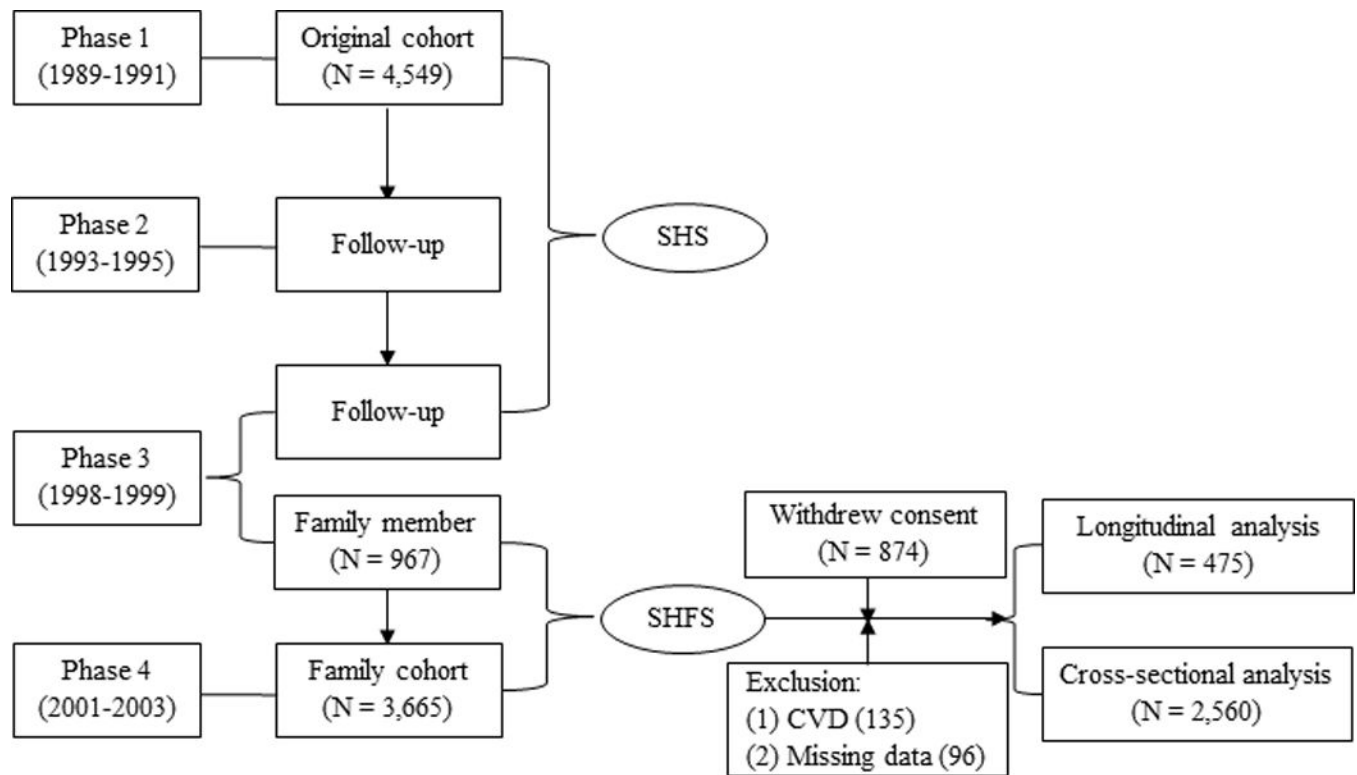 Phase 1
(1989-1991)
Original cohort
(N = 4,549)
Phase 2
(1993-1995)
Follow-up
SHS
Follow-up
Phase 3
(1998-1999)
Family member
(N = 967)
Withdrew consent
(N = 874)
Longitudinal analysis
(N = 475)
SHFS
Phase 4
(2001-2003)
Family cohort
(N = 3,665)
Exclusion:
(1) CVD (135)
(2) Missing data (96)
Cross-sectional analysis
(N = 2,560)